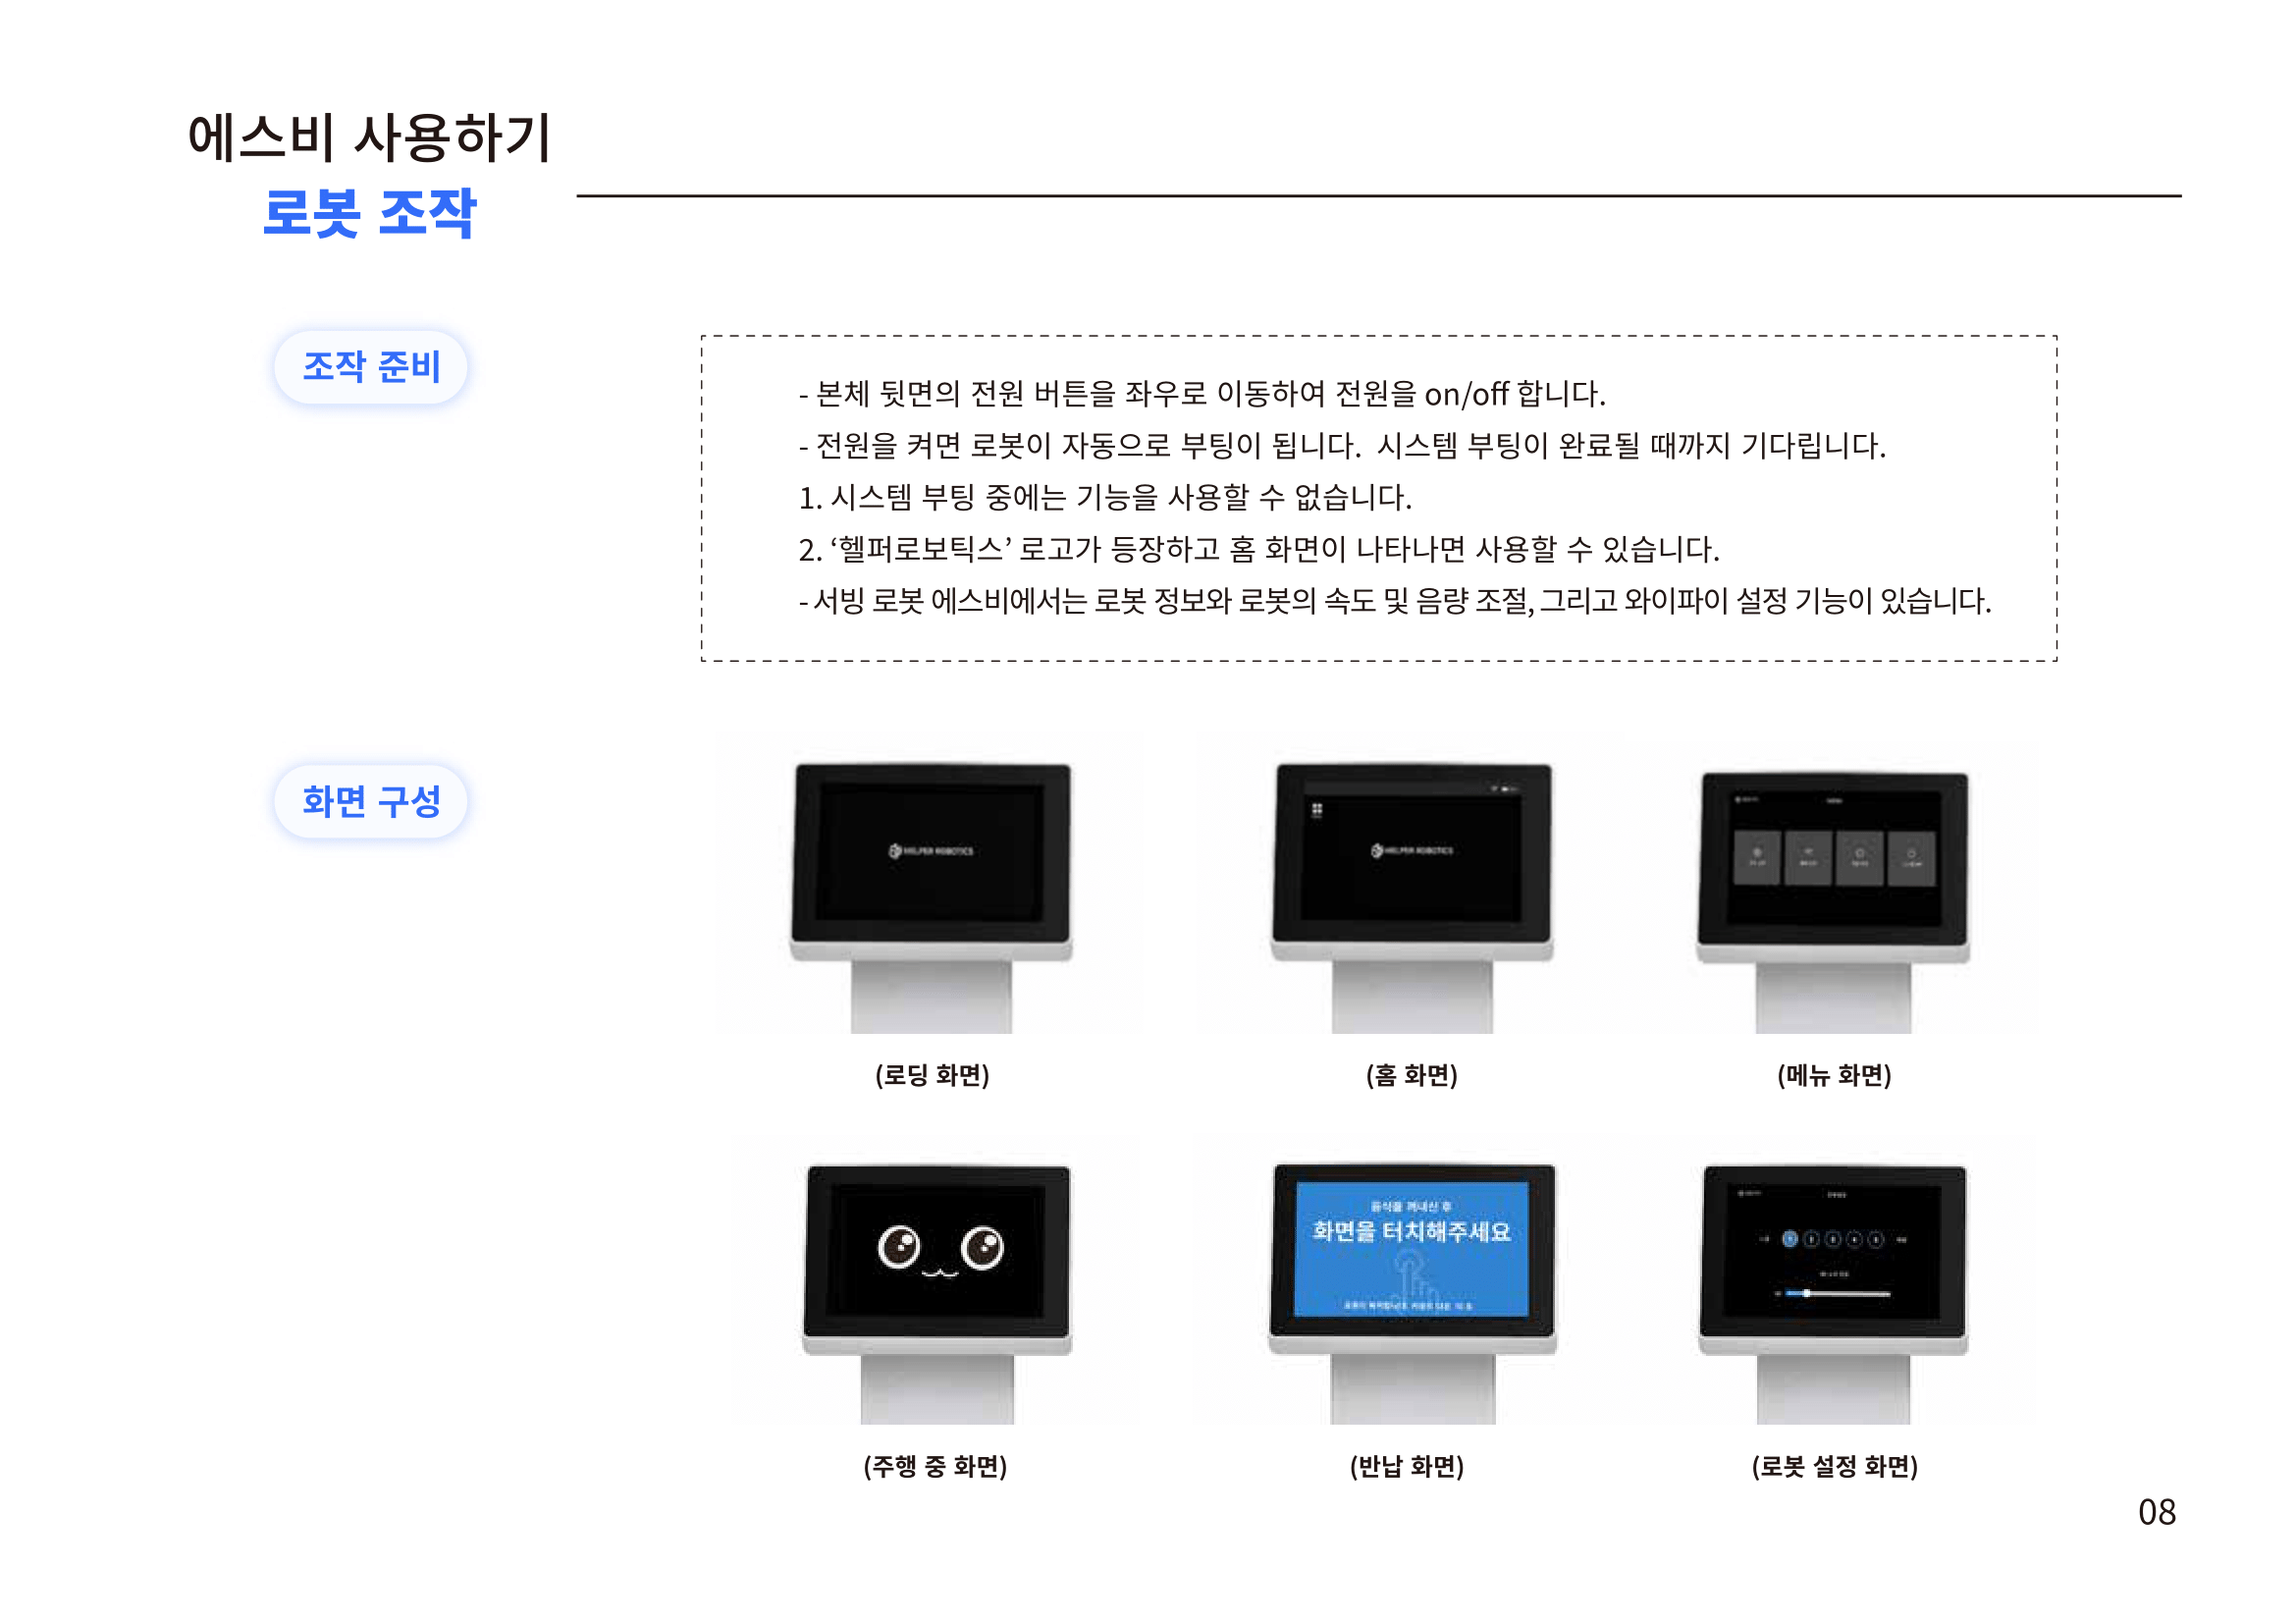 에스비 사용하기
로봇 조작
조작 준비
- 본체 뒷면의 전원 버튼을 좌우로 이동하여 전원을 on/off 합니다.
- 전원을 켜면 로봇이 자동으로 부팅이 됩니다. 시스템 부팅이 완료될 때까지 기다립니다.
1. 시스템 부팅 중에는 기능을 사용할 수 없습니다.
2. ‘헬퍼로보틱스’ 로고가 등장하고 홈 화면이 나타나면 사용할 수 있습니다.
- 서빙 로봇 에스비에서는 로봇 정보와 로봇의 속도 및 음량 조절, 그리고 와이파이 설정 기능이 있습니다.
화면 구성
HELPER ROBOTICS
HELPER ROBOTICS
(로딩 화면)
(홈 화면)
(메뉴 화면)
음식을 꺼내신 후
화면을 터치해주세요
(주행 중 화면)
(반납 화면)
(로봇 설정 화면)
08